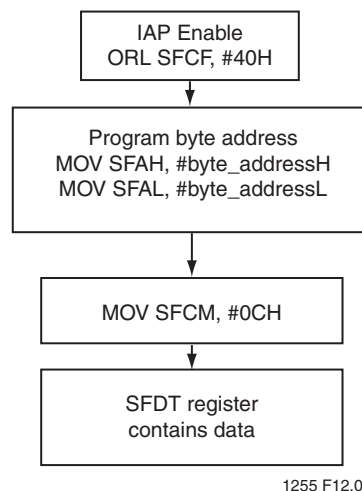 IAP Enable
ORL SFCF, #40H
Program byte address
MOV SFAH, #byte_addressH
MOV SFAL, #byte_addressL
MOV SFCM, #0CH
SFDT register
contains data
1255 F12.0